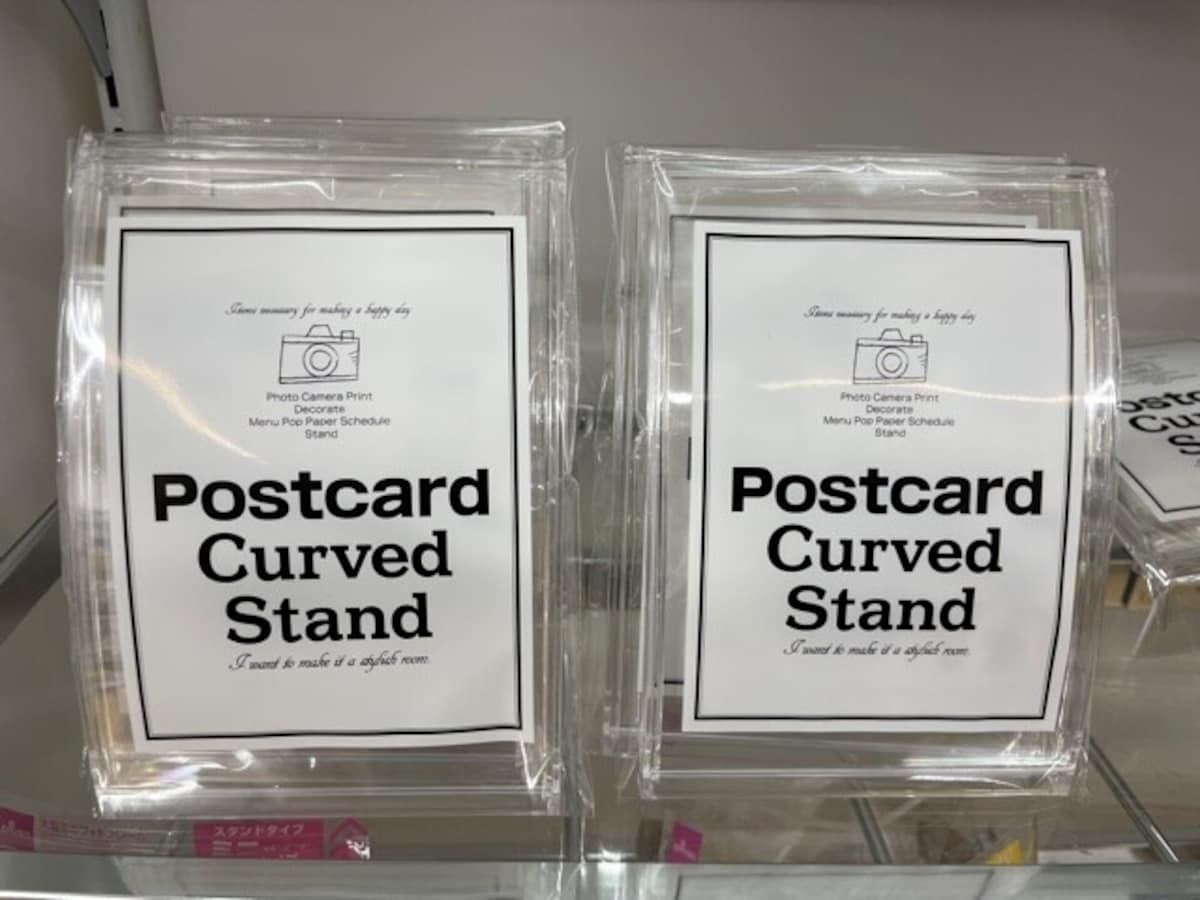 Items necessary for making a happy day
Photo Camera Print
Decorate
Menu Pop Paper Schedule
Stand
Postcard
Curved
Stand
I want to make it a stylish room.
Items necessary for making a happy day
Photo Camera Print
Decorate
Menu Pop Paper Schedule
Stand
Postcard
Curved
Stand
I want to make it a stylish room.
スタンドタイプ